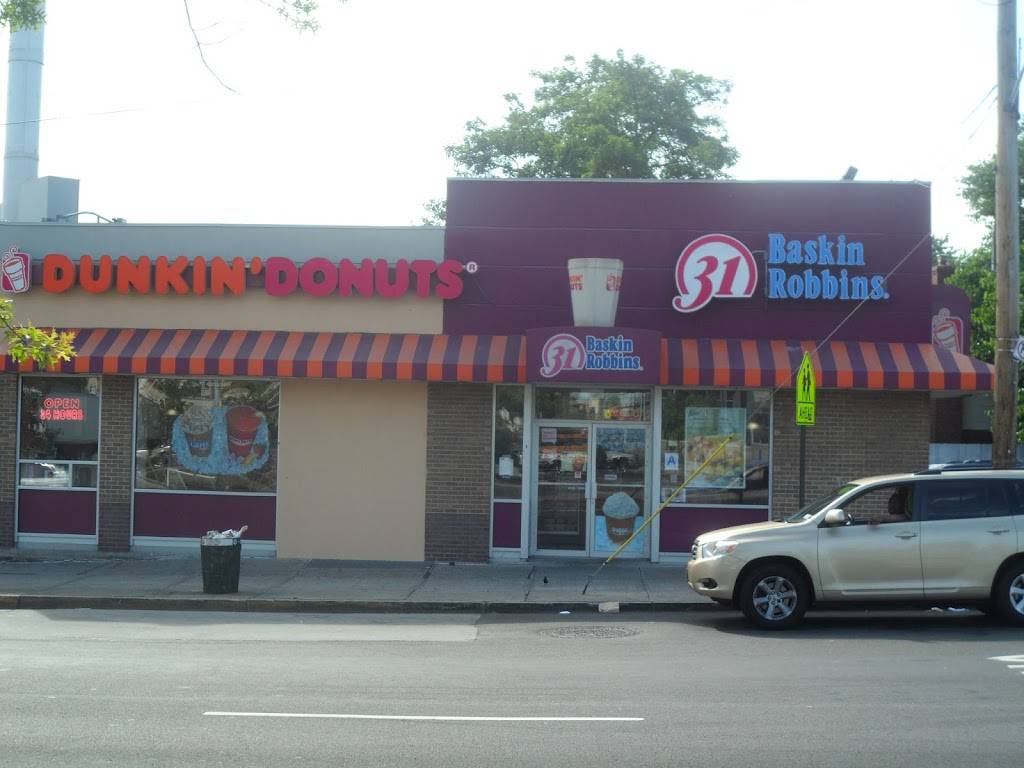 DUNKIN' DONUTS®
31 Baskin
Robbins.
31 Baskin
Robbins.
OPEN
24 HOURS
A
AHEAD